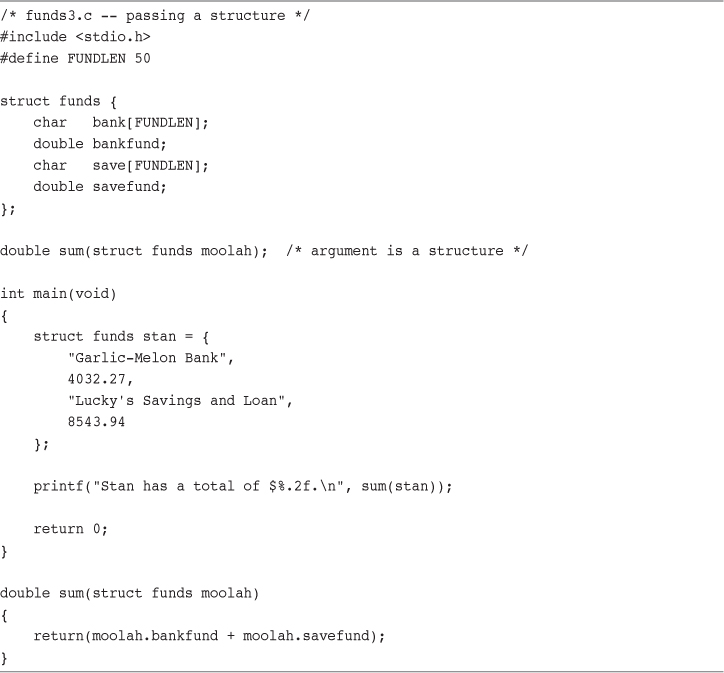 /* funds3.c -- passing a structure */
#include <stdio.h>
#define FUNDLEN 50

struct funds {
    char   bank[FUNDLEN];
    double bankfund;
    char   save[FUNDLEN];
    double savefund;
};

double sum(struct funds moolah);  /* argument is a structure */

int main(void)
{
    struct funds stan = {
        "Garlic-Melon Bank",
        4032.27,
        "Lucky's Savings and Loan",
        8543.94
    };

    printf("Stan has a total of $%.2f.\n", sum(stan));

    return 0;
}

double sum(struct funds moolah)
{
    return(moolah.bankfund + moolah.savefund);
}